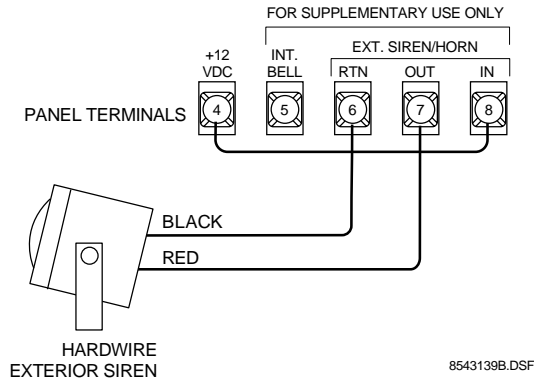 FOR SUPPLEMENTARY USE ONLY
EXT. SIREN/HORN
+12
VDC
INT.
BELL
RTN
OUT
IN
PANEL TERMINALS
4
5
6
7
8
BLACK
RED
HARDWIRE
EXTERIOR SIREN
8543139B.DSF